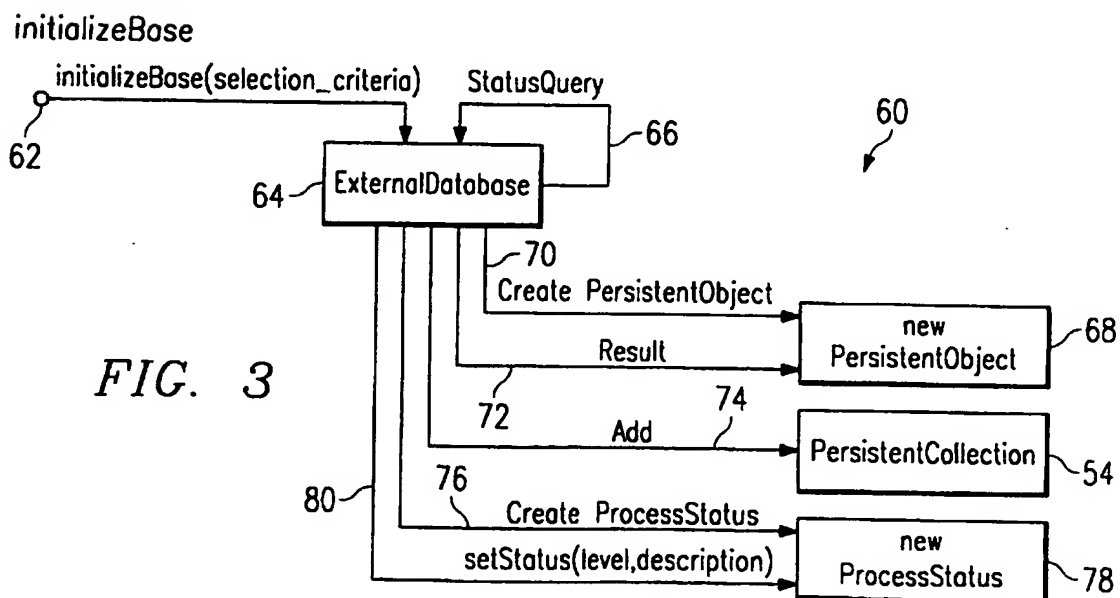 initializeBase
initializeBase(selection_criteria)
StatusQuery
60
62
66
64
ExternalDatabase
70
Create PersistentObject
new
PersistentObject
68
Result
FIG. 3
72
74
Add
PersistentCollection
54
80
76
Create ProcessStatus
new
ProcessStatus
setStatus(level,description)
78